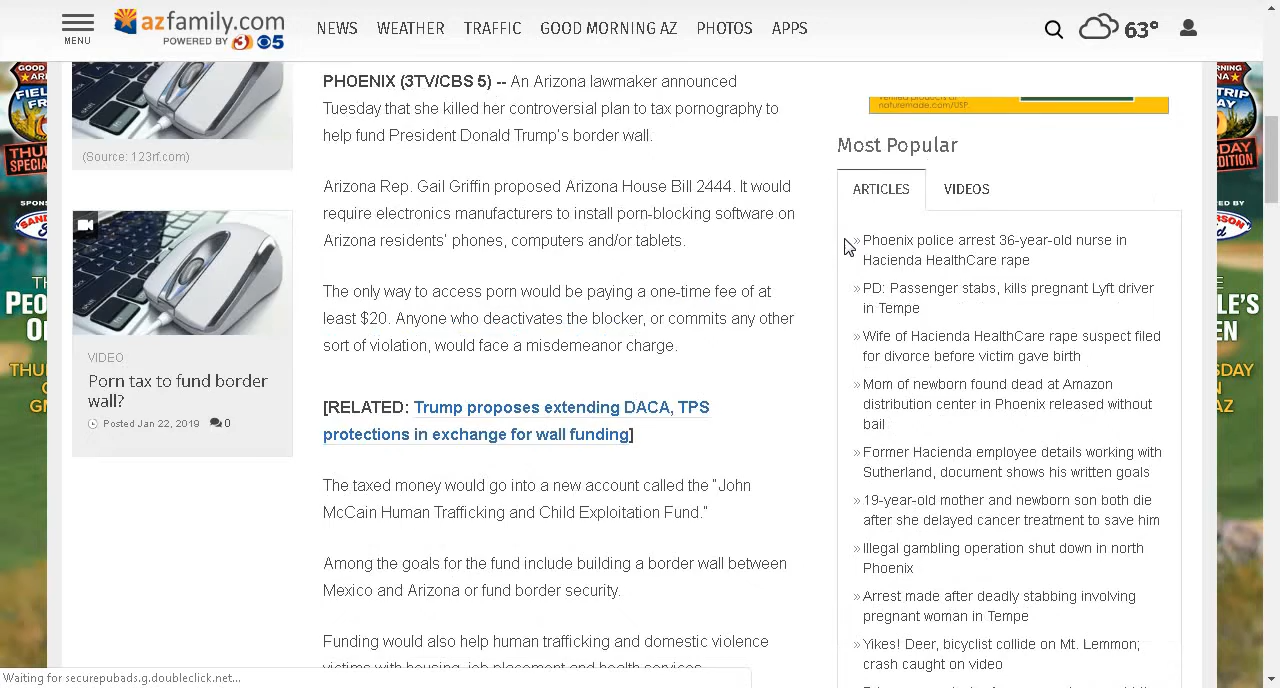 MENU
azfamily.com
POWERED BY 3 CBS 5
NEWS WEATHER TRAFFIC GOOD MORNING AZ PHOTOS APPS
63°
(Source: 123rf.com)
VIDEO
Porn tax to fund border
wall?
Posted Jan 22, 2019 0
PHOENIX (3TV/CBS 5) -- An Arizona lawmaker announced
Tuesday that she killed her controversial plan to tax pornography to
help fund President Donald Trump's border wall.
Arizona Rep. Gail Griffin proposed Arizona House Bill 2444. It would
require electronics manufacturers to install porn-blocking software on
Arizona residents' phones, computers and/or tablets.
The only way to access porn would be paying a one-time fee of at
least $20. Anyone who deactivates the blocker, or commits any other
sort of violation, would face a misdemeanor charge.
[RELATED: Trump proposes extending DACA, TPS
protections in exchange for wall funding]
The taxed money would go into a new account called the "John
McCain Human Trafficking and Child Exploitation Fund."
Among the goals for the fund include building a border wall between
Mexico and Arizona or fund border security.
Funding would also help human trafficking and domestic violence
victims with housing, job placement and health services.
naturemade.com/USP
Most Popular
ARTICLES VIDEOS
» Phoenix police arrest 36-year-old nurse in
Hacienda HealthCare rape
» PD: Passenger stabs, kills pregnant Lyft driver
in Tempe
» Wife of Hacienda HealthCare rape suspect filed
for divorce before victim gave birth
» Mom of newborn found dead at Amazon
distribution center in Phoenix released without
bail
» Former Hacienda employee details working with
Sutherland, document shows his written goals
» 19-year-old mother and newborn son both die
after she delayed cancer treatment to save him
» Illegal gambling operation shut down in north
Phoenix
» Arrest made after deadly stabbing involving
pregnant woman in Tempe
» Yikes! Deer, bicyclist collide on Mt. Lemmon;
crash caught on video
Waiting for securepubads.g.doubleclick.net...